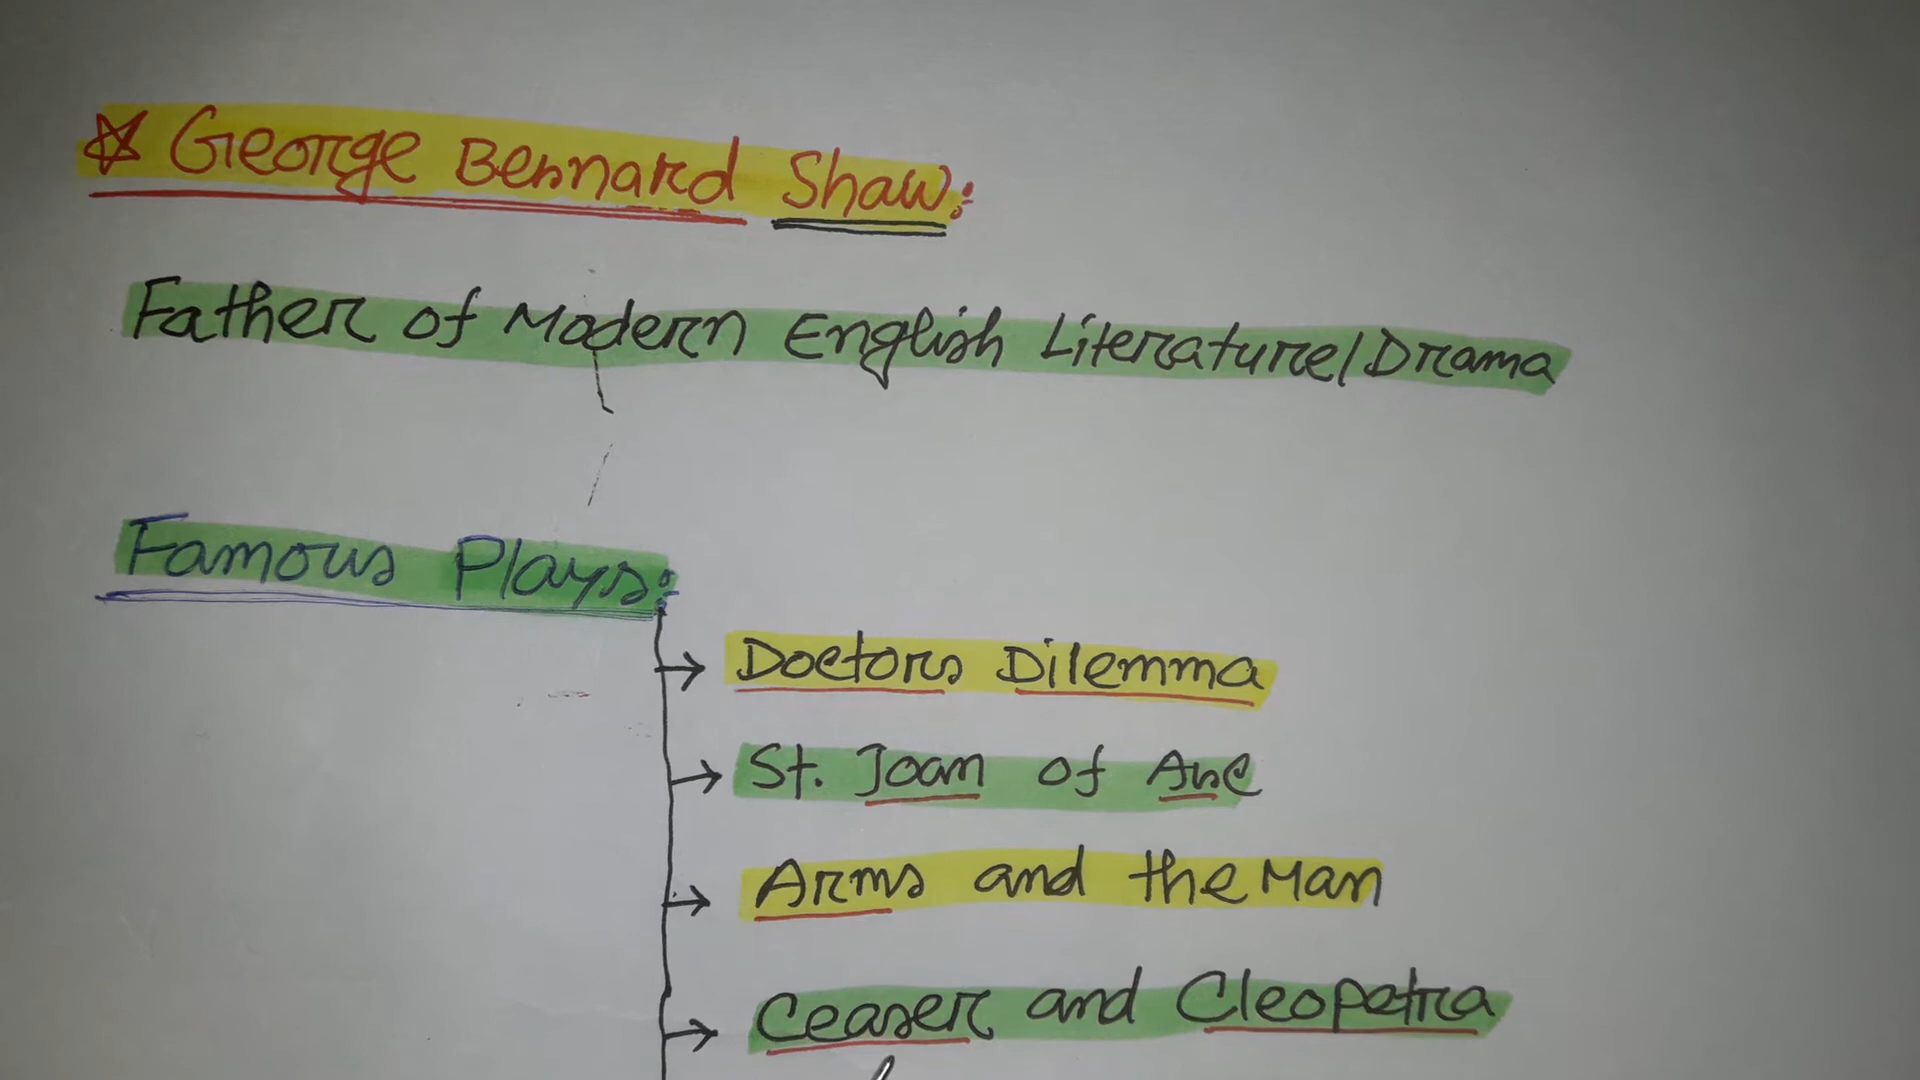 ☆ George Bernard Shaw:
Father of Modern English Literature/Drama
Famous Plays:
→ Doctors Dilemma
→ St. Joan of Arc
→ Arms and the Man
→ Ceaser and Cleopetra